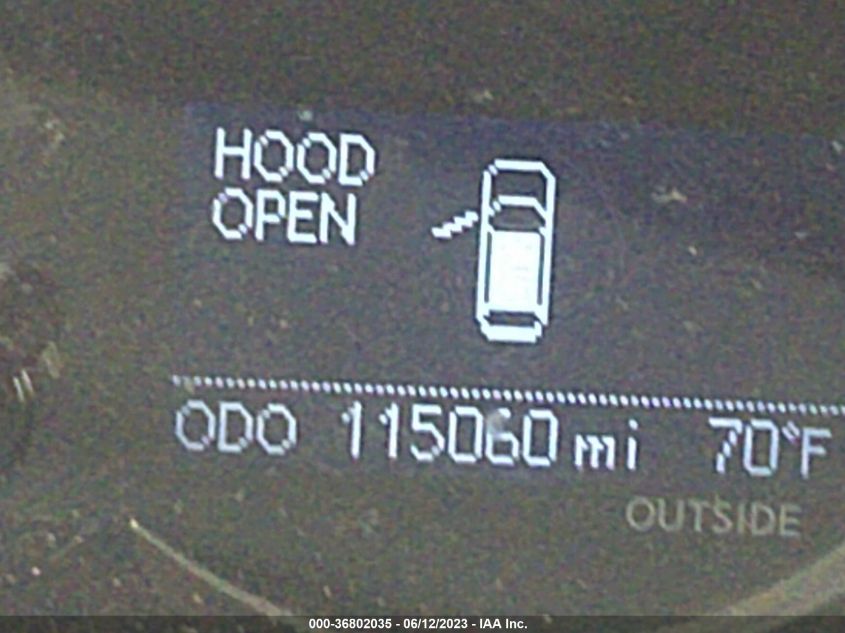 HOOD
OPEN
ODO 115060 mi 70°F
OUTSIDE
000-36802035 - 06/12/2023 - IAA Inc.